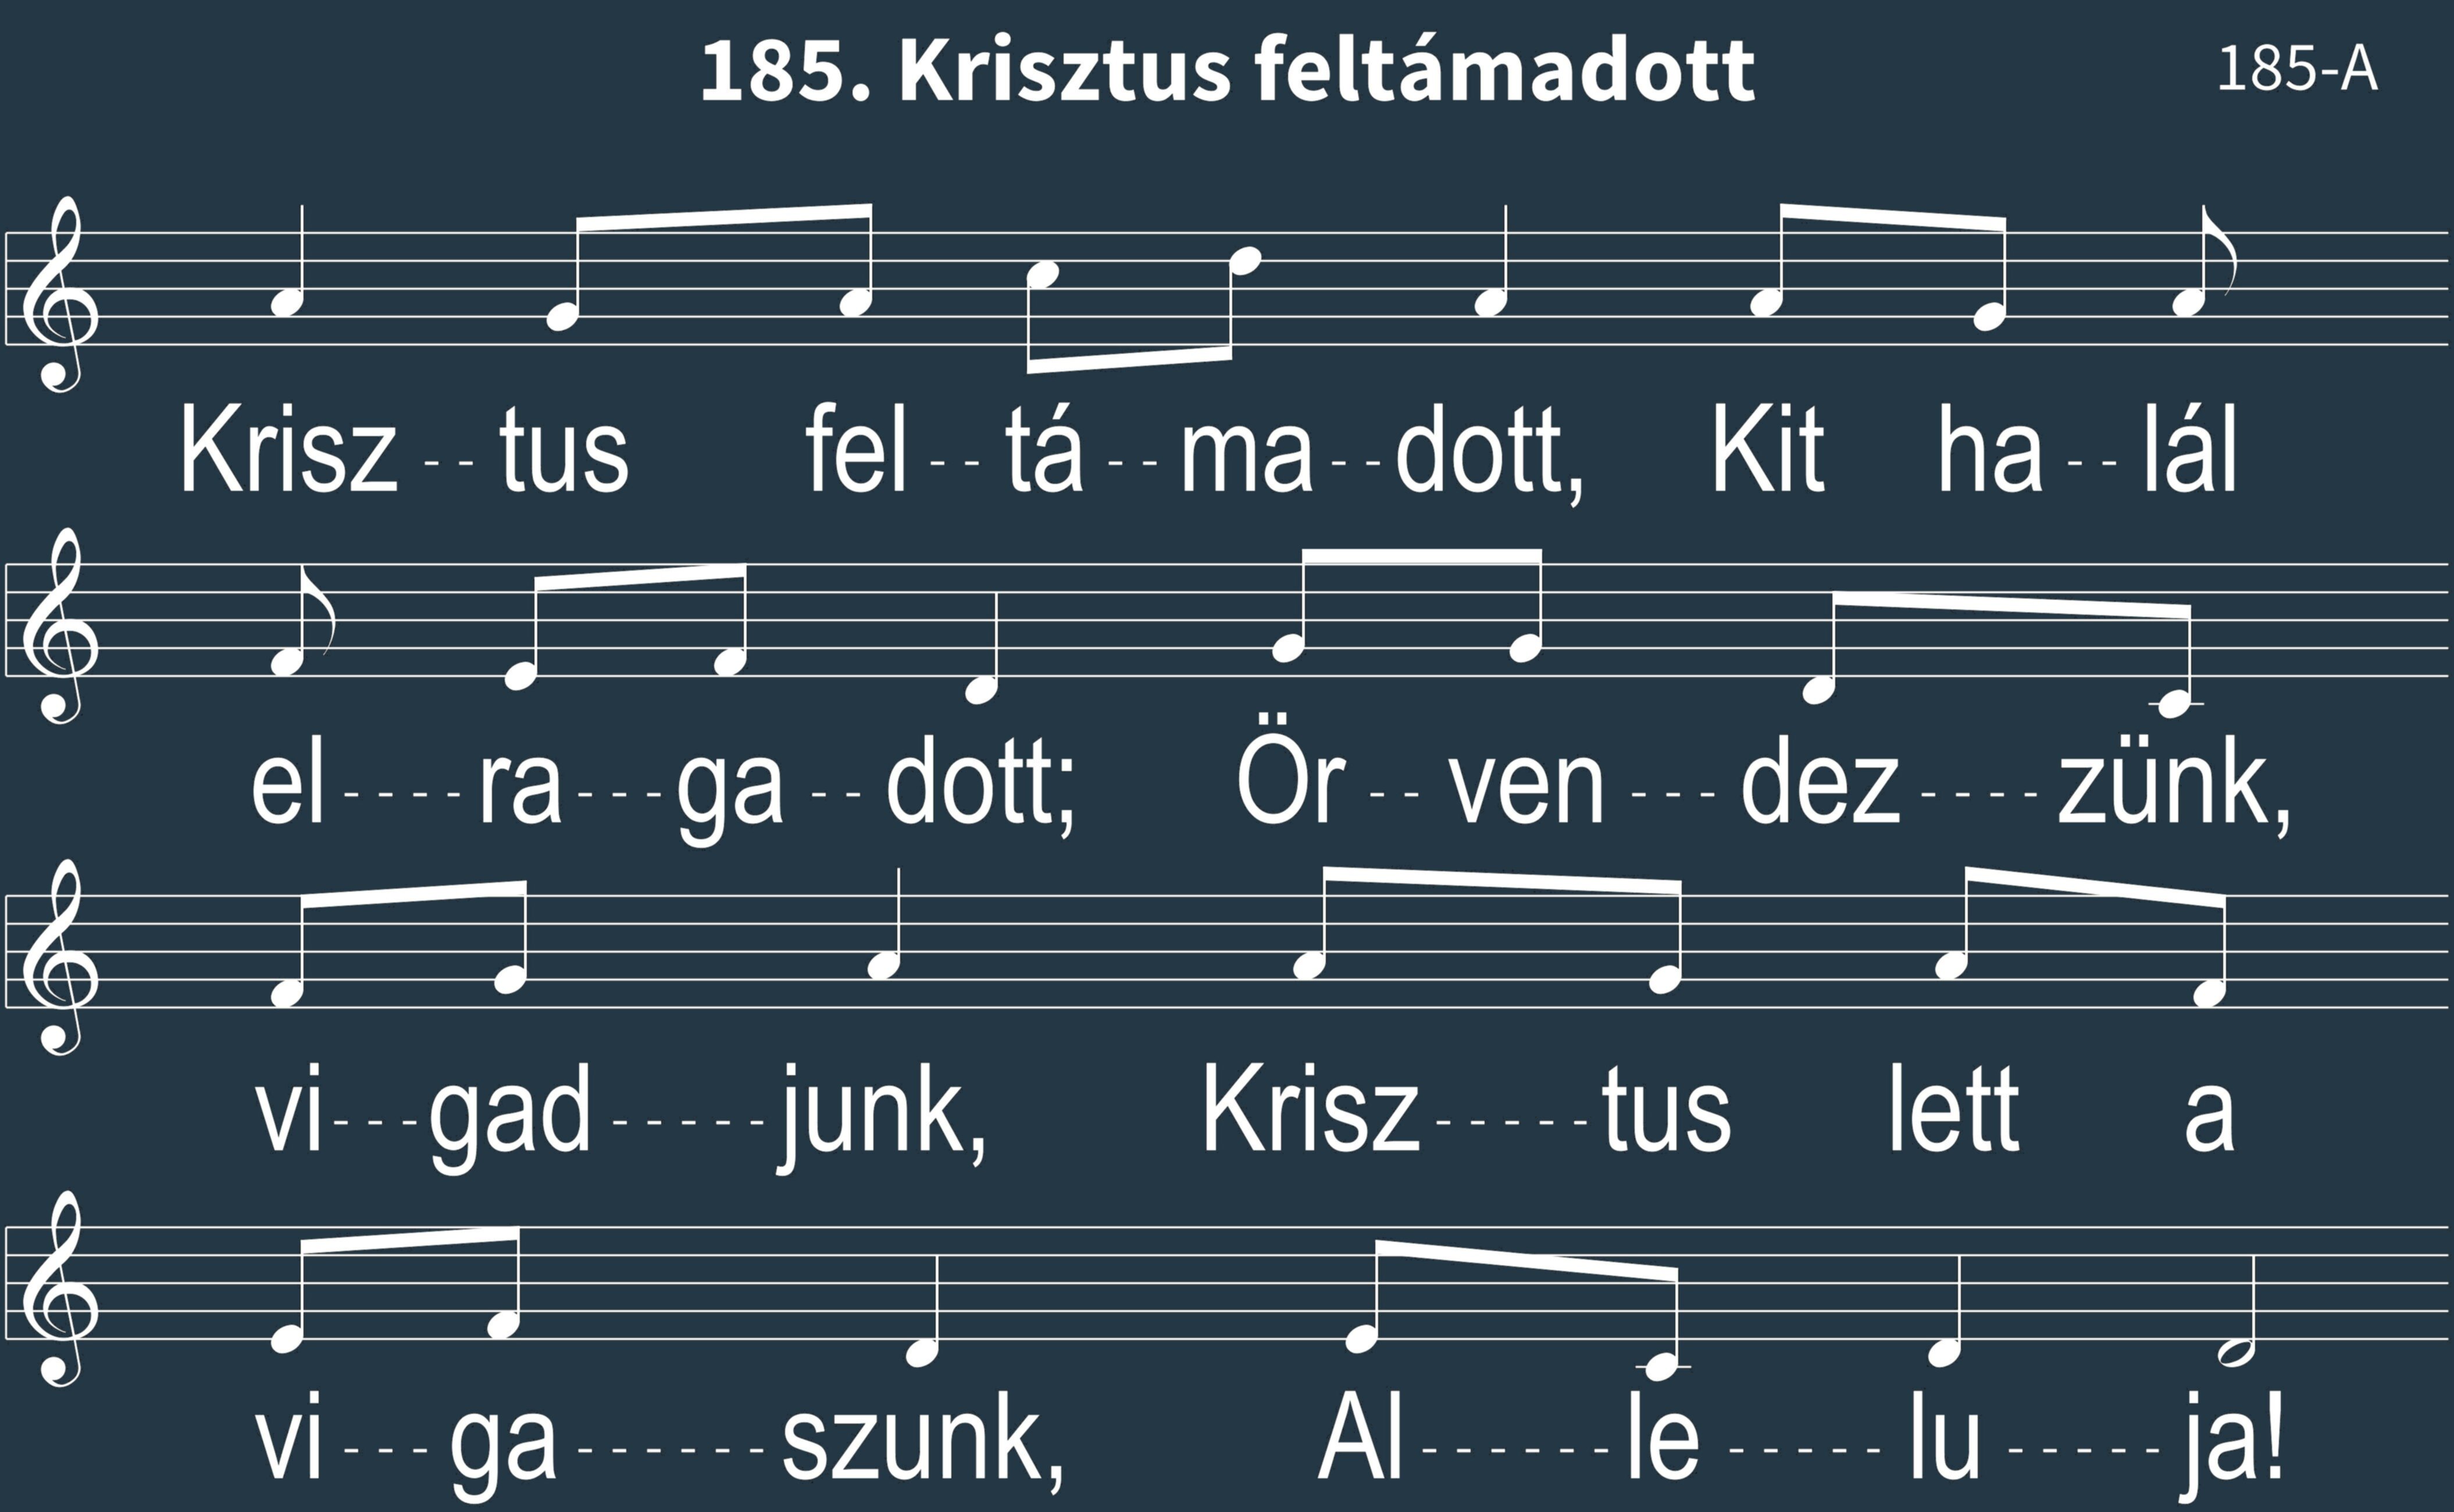 185. Krisztus feltámadott 185-A
Krisz -- tus fel -- tá -- ma -- dott, Kit ha -- lál
el ---- ra --- ga -- dott; Ör -- ven --- dez ---- zünk,
vi --- gad ----- junk, Krisz ----- tus lett a
vi --- ga ------ szunk, Al ------ le ----- lu ----- ja!